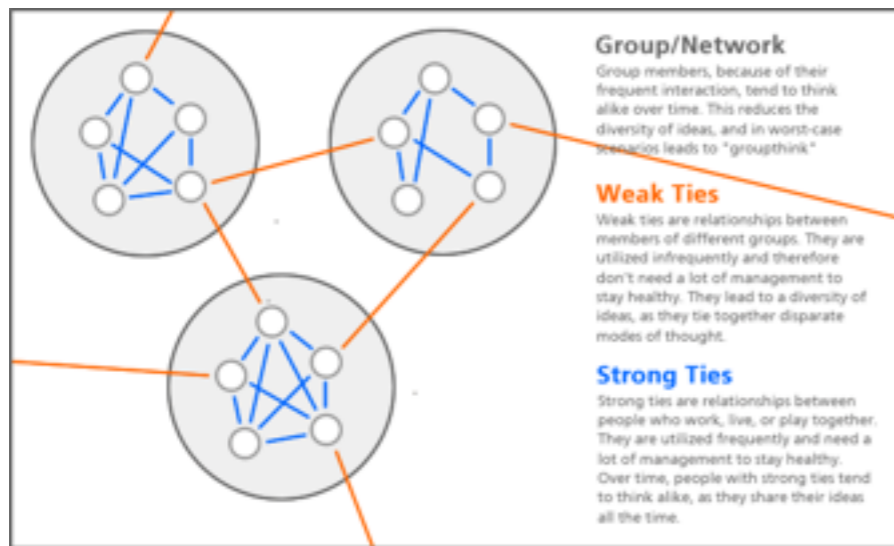 Group/Network
Group members, because of their
frequent interaction, tend to think
alike over time. This reduces the
diversity of ideas, and in worst-case
scenarios leads to "groupthink"
Weak Ties
Weak ties are relationships between
members of different groups. They are
utilized infrequently and therefore
don't need a lot of management to
stay healthy. They lead to a diversity of
ideas, as they tie together disparate
modes of thought.
Strong Ties
Strong ties are relationships between
people who work, live, or play together.
They are utilized frequently and need a
lot of management to stay healthy.
Over time, people with strong ties tend
to think alike, as they share their ideas
all the time.